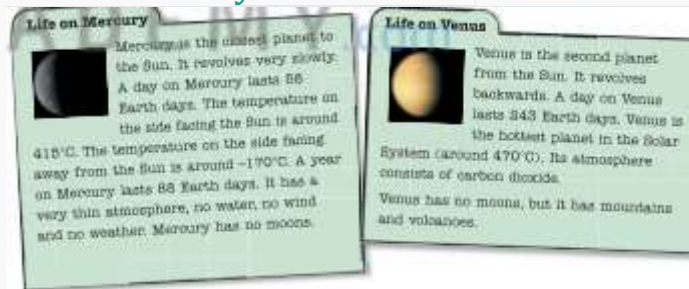 Life on Mercury
Mercury is the closest planet to
the Sun. It revolves very slowly.
A day on Mercury lasts
Earth days. The temperature on
the side facing the Sun is around
415°C. The temperature on the side facing
away from the Sun is around –170°C. A year
on Mercury lasts 88 Earth days. It has a
very thin atmosphere, no water, no wind
and no weather. Mercury has no moons.
Life on Venus
Venus is the second planet
from the Sun. It revolves
backwards. A day on Venus
lasts 243 Earth days. Venus is
the hottest planet in the Solar
System (around 470°C). Its atmosphere
consists of carbon dioxide.
Venus has no moons, but it has mountains
and volcanoes.